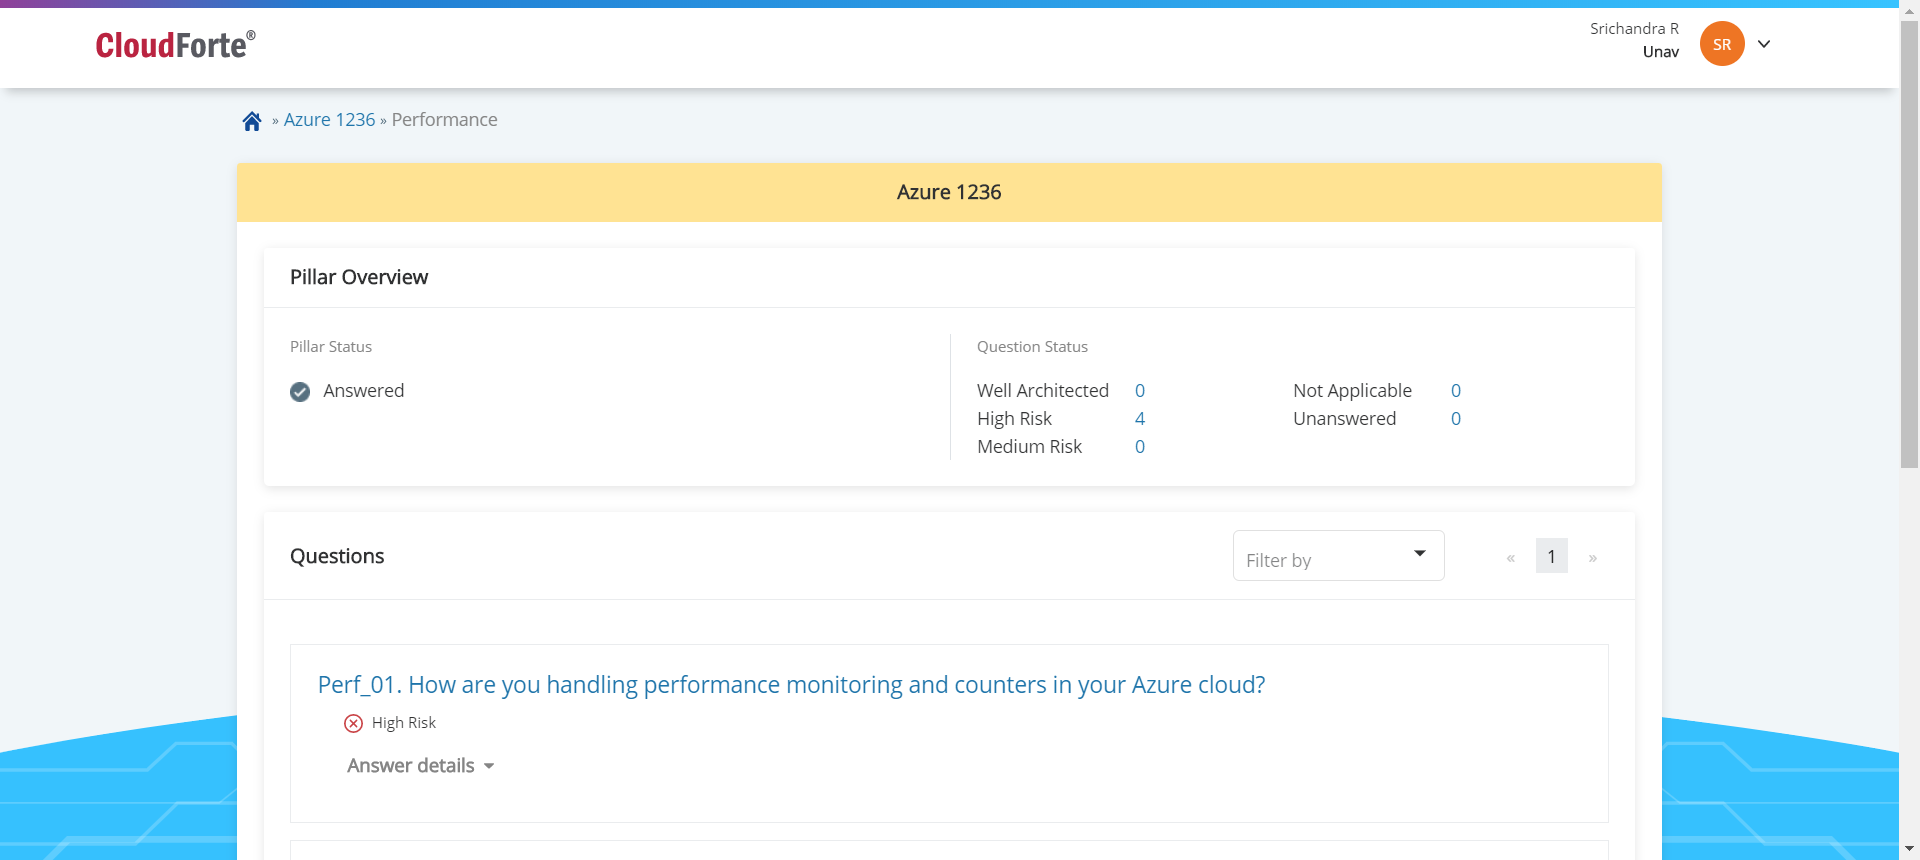 CloudForte®
Srichandra R
Unav
SR
» Azure 1236 » Performance
Azure 1236
Pillar Overview
Pillar Status
Answered
Question Status
Well Architected 0
High Risk 4
Medium Risk 0
Not Applicable 0
Unanswered 0
Questions
Filter by
« 1 »
Perf_01. How are you handling performance monitoring and counters in your Azure cloud?
High Risk
Answer details